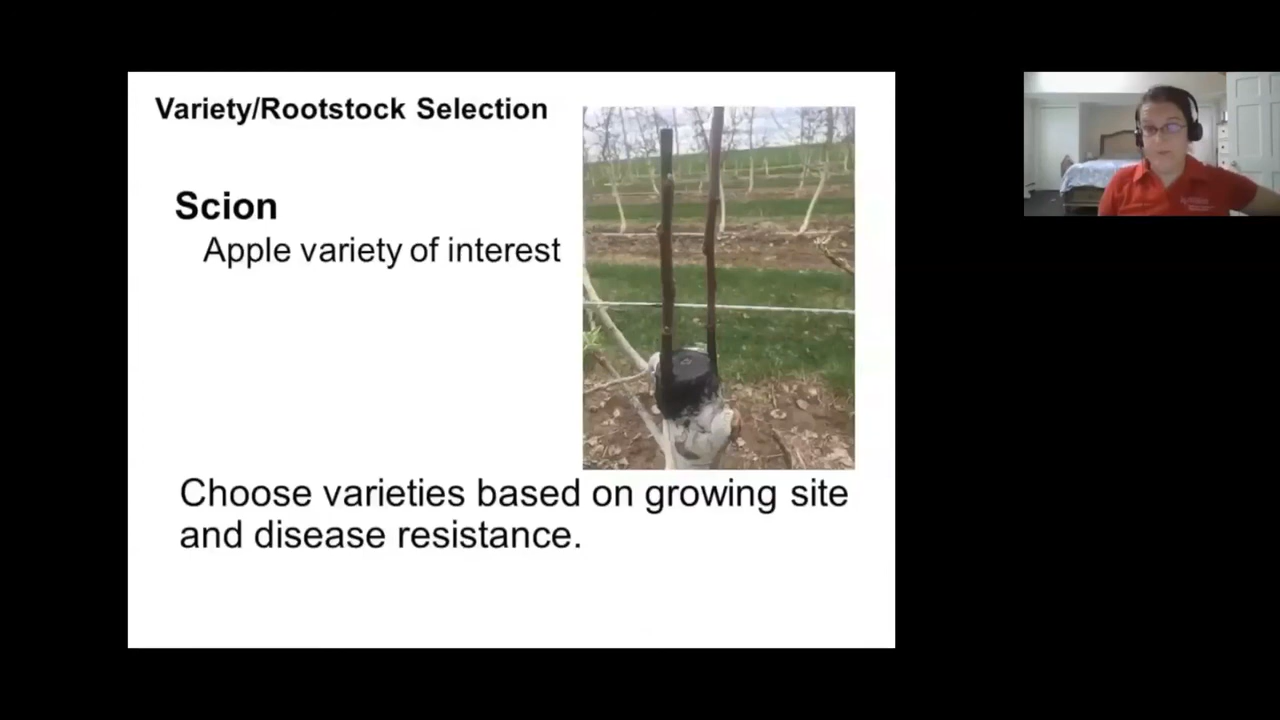 Variety/Rootstock Selection
Scion
Apple variety of interest
Choose varieties based on growing site
and disease resistance.